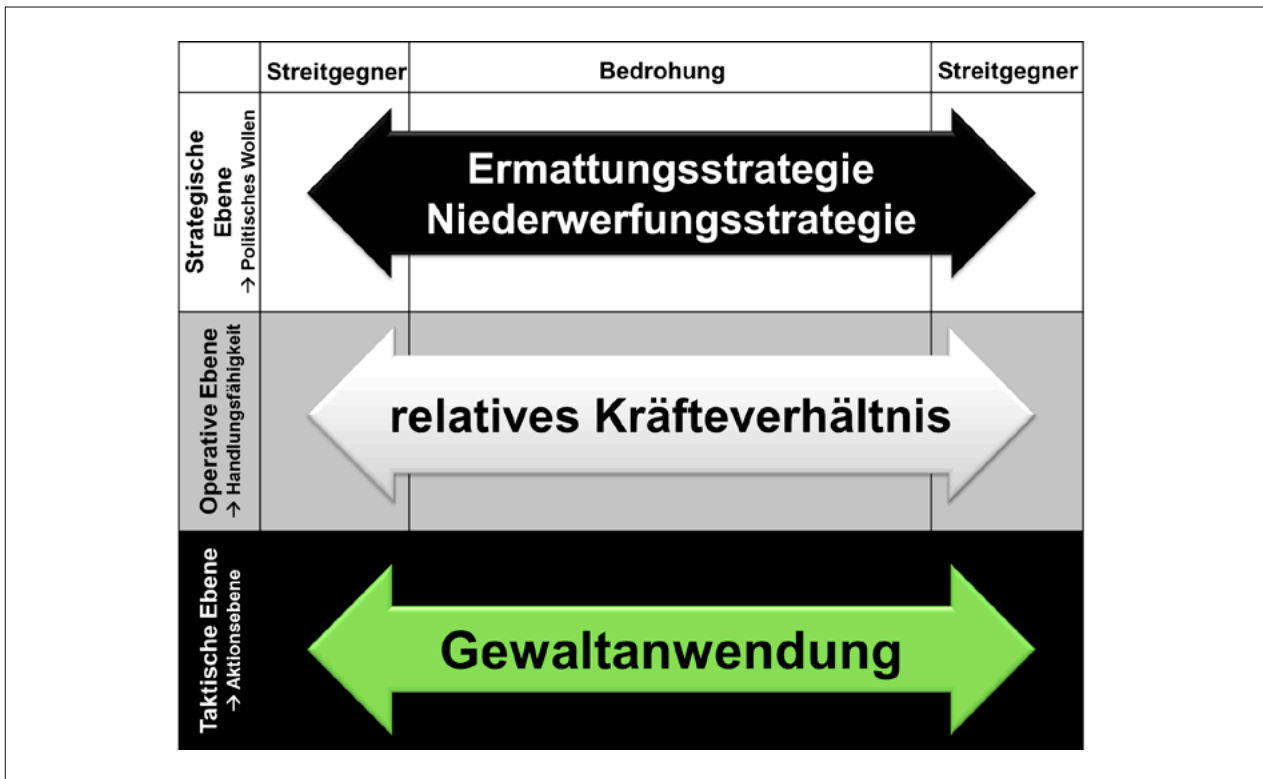 Streitgegner Bedrohung Streitgegner
Strategische
Ebene
→ Politisches Wollen
Ermattungsstrategie
Niederwerfungsstrategie
Operative Ebene
→ Handlungsfähigkeit
relatives Kräfteverhältnis
Taktische Ebene
→ Aktionsebene
Gewaltanwendung